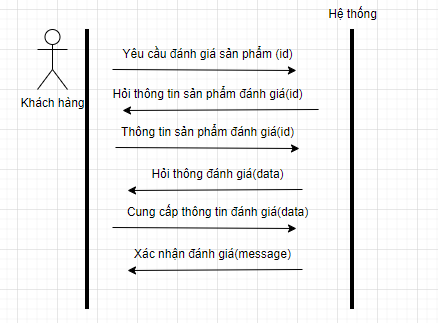 Hệ thống
Yêu cầu đánh giá sản phẩm (id)
Khách hàng
Hỏi thông tin sản phẩm đánh giá(id)
Thông tin sản phẩm đánh giá(id)
Hỏi thông đánh giá(data)
Cung cấp thông tin đánh giá(data)
Xác nhận đánh giá(message)